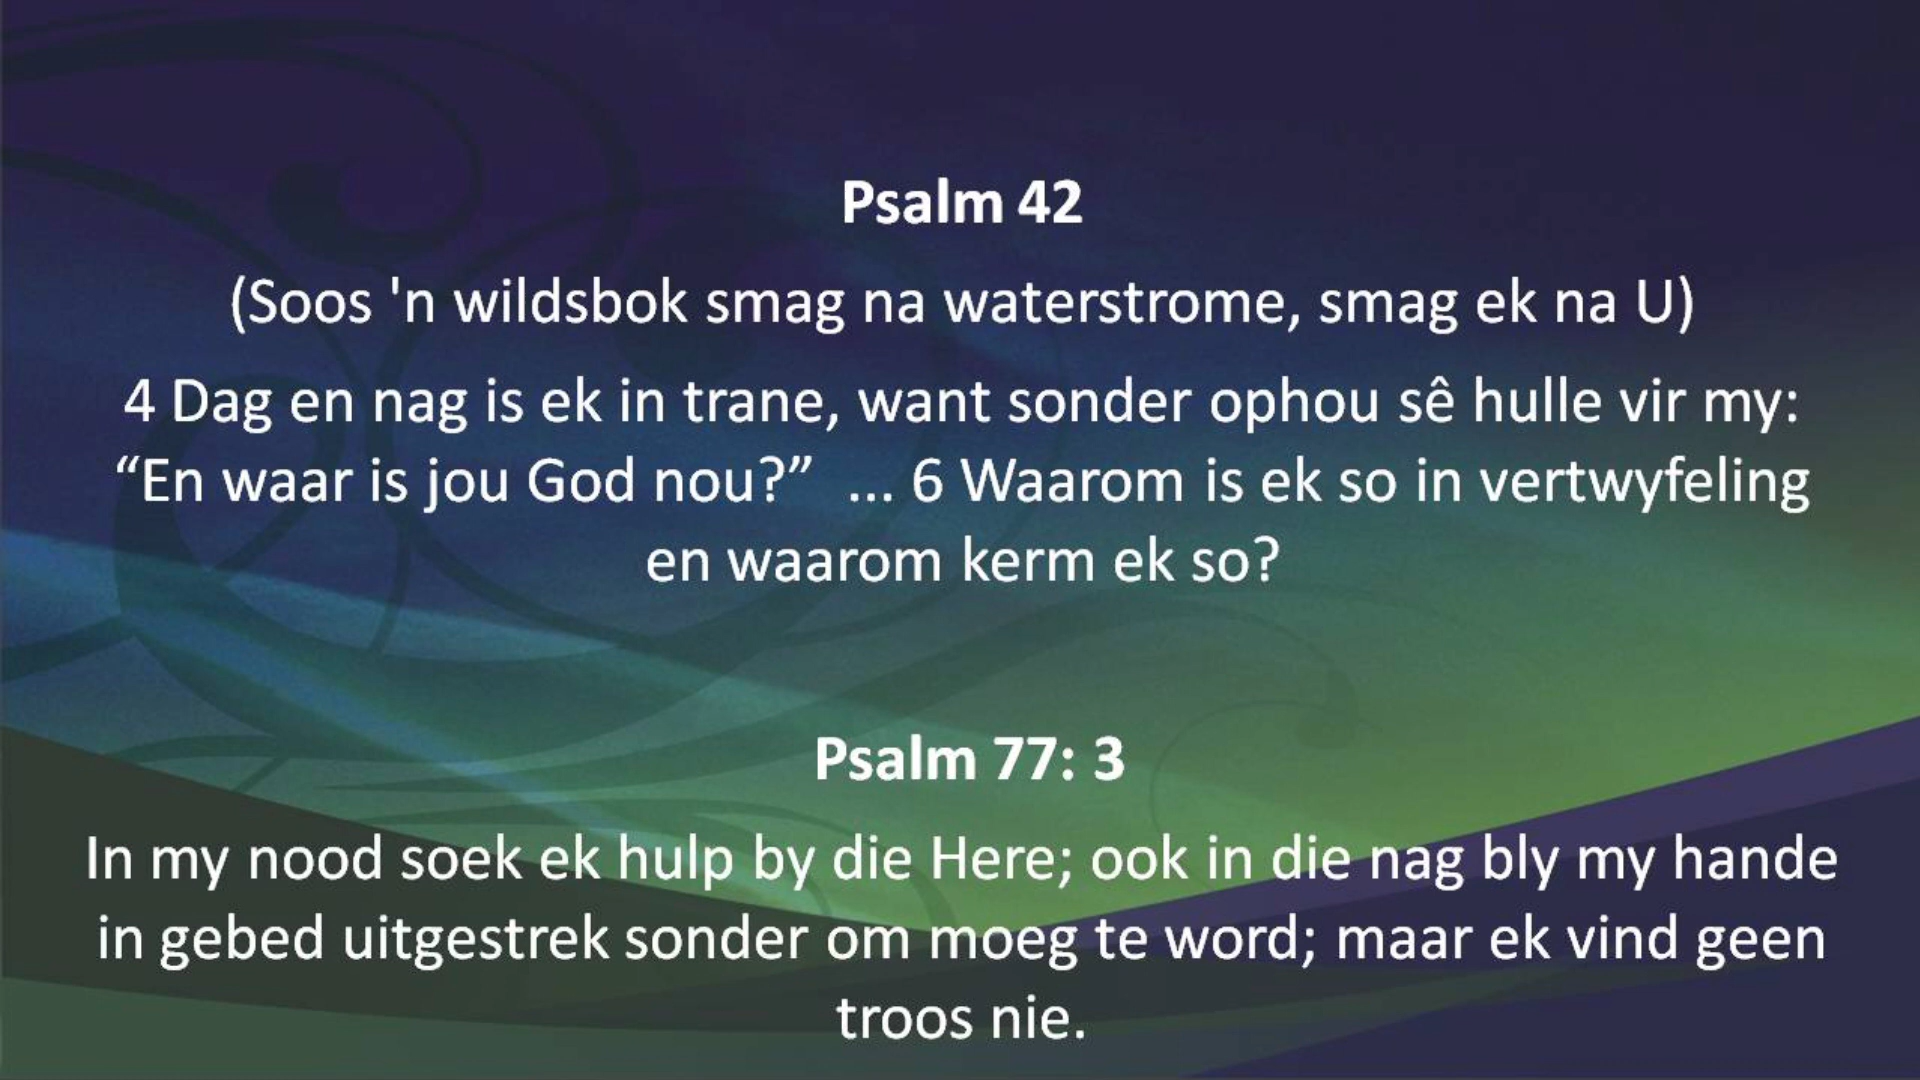 Psalm 42
(Soos 'n wildsbok smag na waterstrome, smag ek na U)
4 Dag en nag is ek in trane, want sonder ophou sê hulle vir my:
“En waar is jou God nou?” ... 6 Waarom is ek so in vertwyfeling
en waarom kerm ek so?
Psalm 77: 3
In my nood soek ek hulp by die Here; ook in die nag bly my hande
in gebed uitgestrek sonder om moeg te word; maar ek vind geen
troos nie.